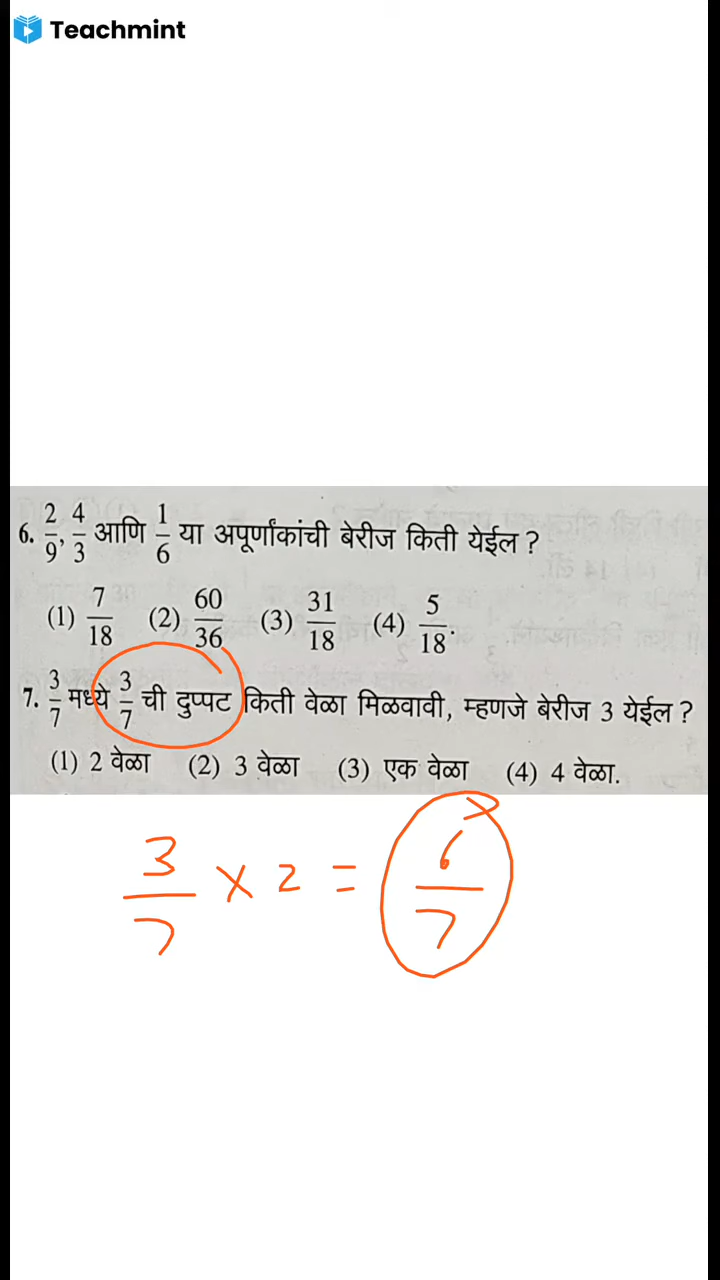 Teachmint
6. 2/9, 4/3 आणि 1/6 या अपूर्णांकांची बेरीज किती येईल ?
(1) 7/18 (2) 60/36 (3) 31/18 (4) 5/18.
7. 3/7 मध्ये 3/7 ची दुप्पट किती वेळा मिळवावी, म्हणजे बेरीज 3 येईल ?
(1) 2 वेळा (2) 3 वेळा (3) एक वेळा (4) 4 वेळा.
3/7 × 2 = 6/7